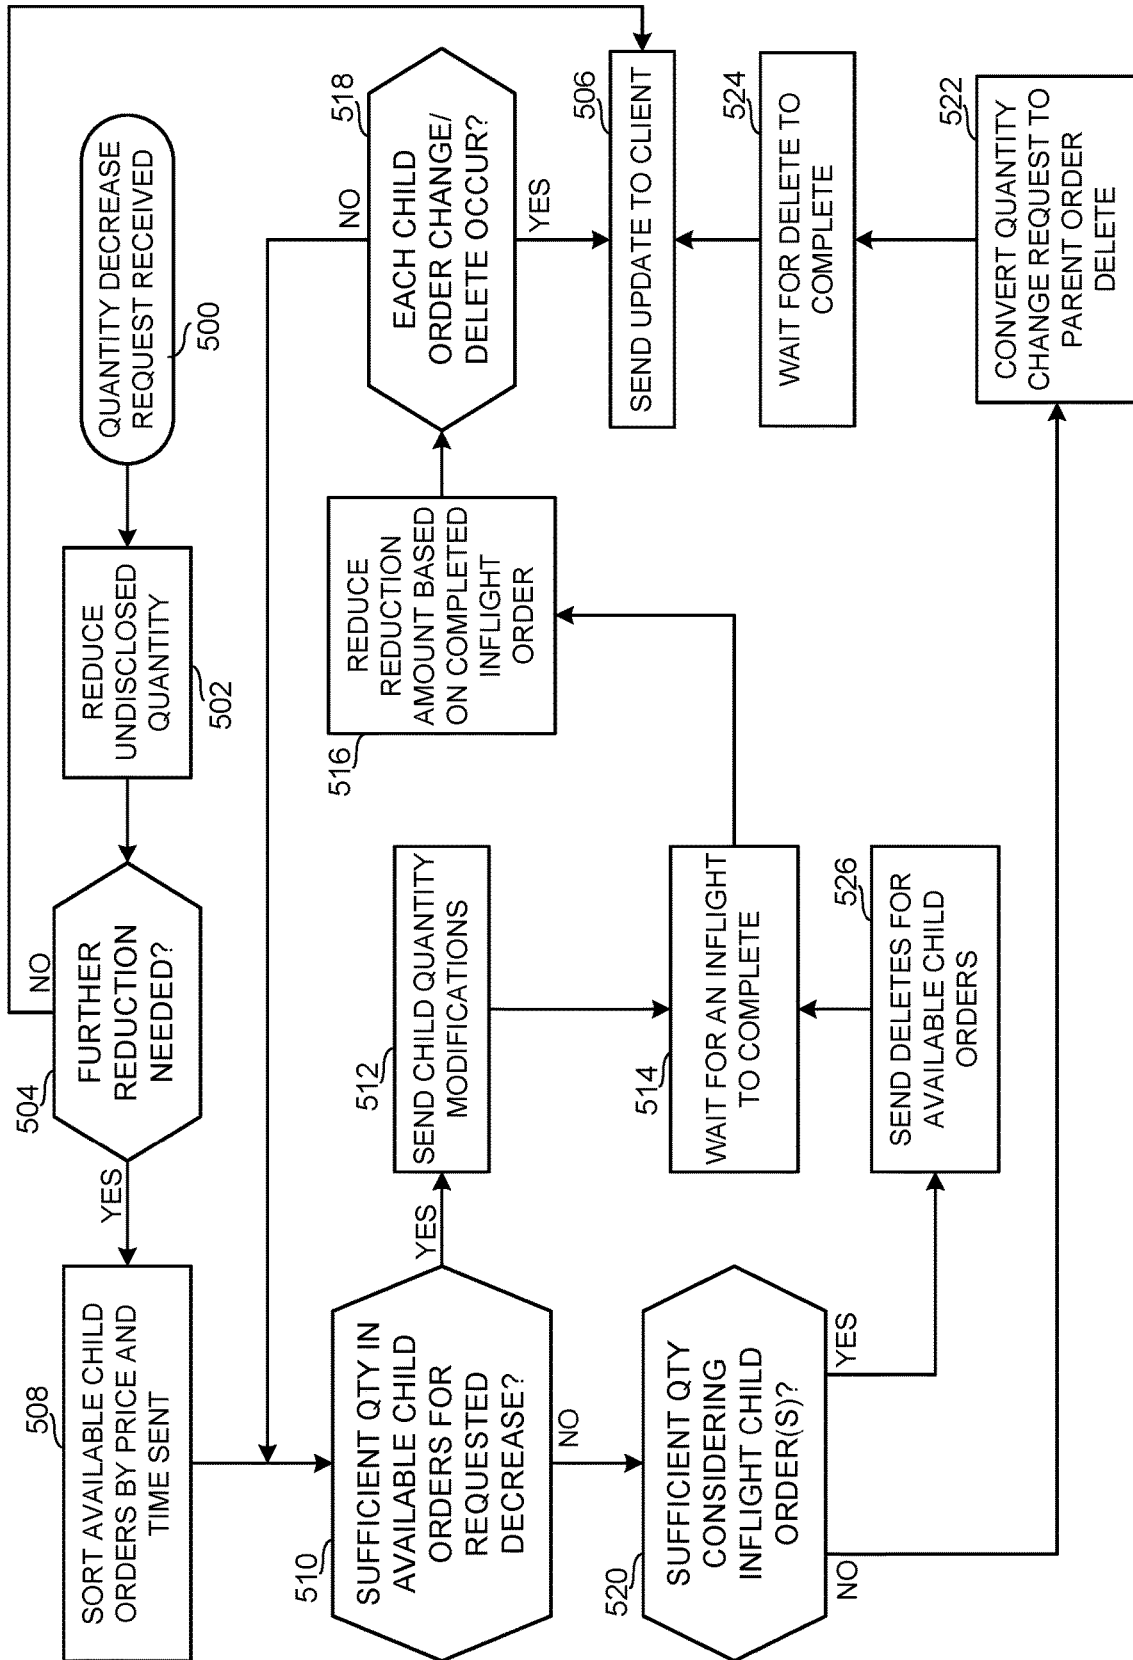 QUANTITY DECREASE
REQUEST RECEIVED
500
REDUCE
UNDISCLOSED
QUANTITY
502
504
FURTHER
REDUCTION
NEEDED?
NO
YES
508
SORT AVAILABLE CHILD
ORDERS BY PRICE AND
TIME SENT
510
SUFFICIENT QTY IN
AVAILABLE CHILD
ORDERS FOR
REQUESTED
DECREASE?
YES
NO
512
SEND CHILD QUANTITY
MODIFICATIONS
514
WAIT FOR AN INFLIGHT
TO COMPLETE
516
REDUCE
REDUCTION
AMOUNT BASED
ON COMPLETED
INFLIGHT
ORDER
518
EACH CHILD
ORDER CHANGE/
DELETE OCCUR?
NO
YES
506
SEND UPDATE TO CLIENT
520
SUFFICIENT QTY
CONSIDERING
INFLIGHT CHILD
ORDER(S)?
YES
NO
526
SEND DELETES FOR
AVAILABLE CHILD
ORDERS
524
WAIT FOR DELETE TO
COMPLETE
522
CONVERT QUANTITY
CHANGE REQUEST TO
PARENT ORDER
DELETE